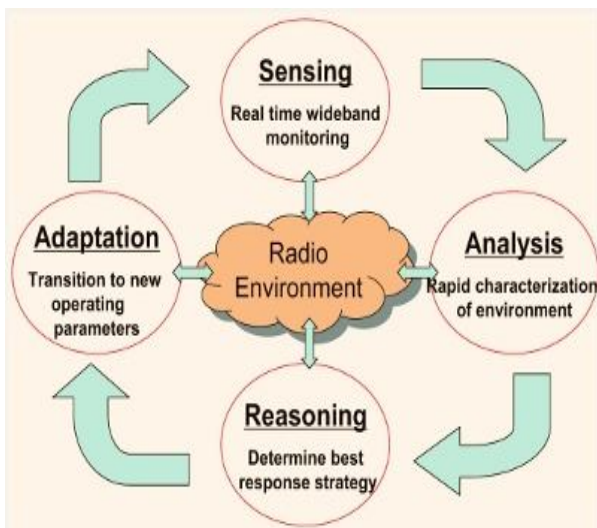 Sensing
Real time wideband
monitoring
Adaptation
Transition to new
operating
parameters
Radio
Environment
Analysis
Rapid characterization
of environment
Reasoning
Determine best
response strategy